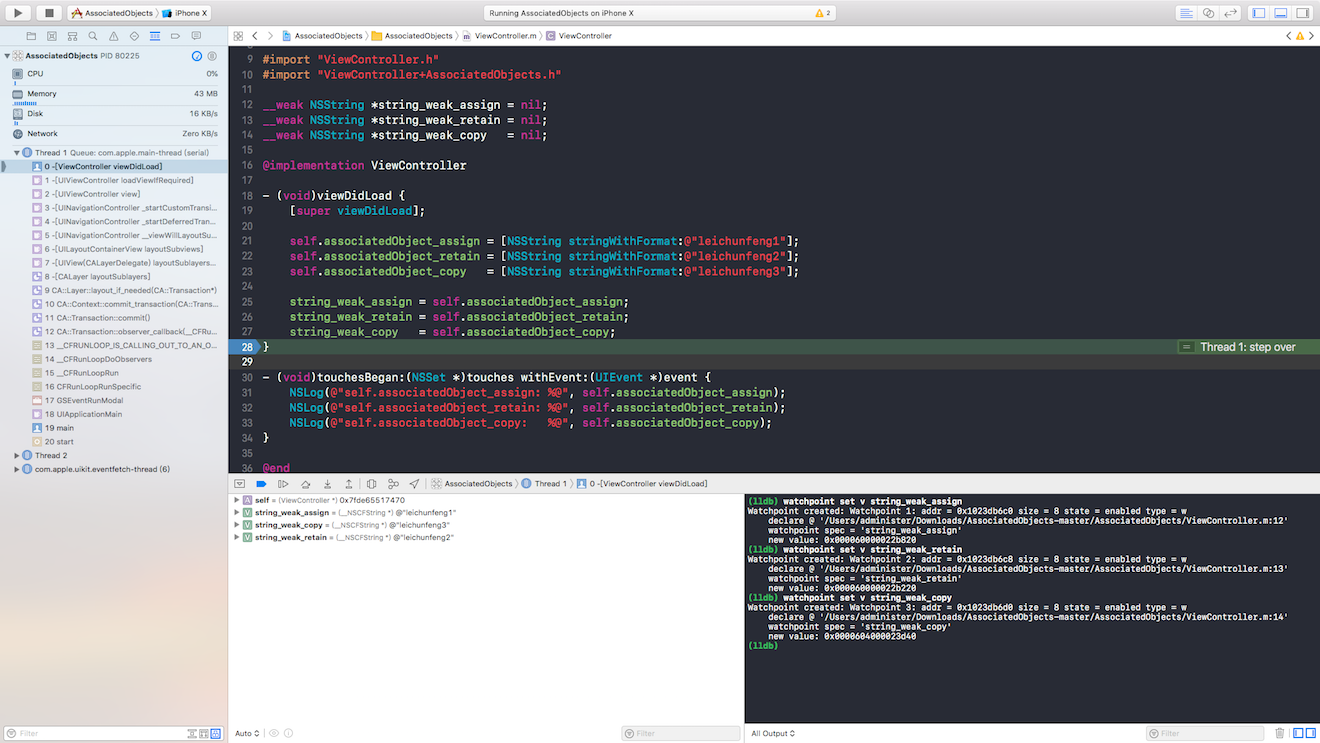 AssociatedObjects 〉 iPhone X
Running AssociatedObjects on iPhone X
2
AssociatedObjects 〉 AssociatedObjects 〉 ViewController.m 〉 ViewController
AssociatedObjects PID 80225
CPU 0%
Memory 43 MB
Disk 16 KB/s
Network Zero KB/s
Thread 1 Queue: com.apple.main-thread (serial)
0 -[ViewController viewDidLoad]
1 -[UIViewController loadViewIfRequired]
2 -[UIViewController view]
3 -[UINavigationController _startCustomTransi...
4 -[UINavigationController _startDeferredTran...
5 -[UINavigationController __viewWillLayoutSu...
6 -[UILayoutContainerView layoutSubviews]
7 -[UIView(CALayerDelegate) layoutSublayers...
8 -[CALayer layoutSublayers]
9 CA::Layer::layout_if_needed(CA::Transaction*)
10 CA::Context::commit_transaction(CA::Trans...
11 CA::Transaction::commit()
12 CA::Transaction::observer_callback(__CFRu...
13 __CFRUNLOOP_IS_CALLING_OUT_TO_AN_O...
14 __CFRunLoopDoObservers
15 __CFRunLoopRun
16 CFRunLoopRunSpecific
17 GSEventRunModal
18 UIApplicationMain
19 main
20 start
Thread 2
com.apple.uikit.eventfetch-thread (6)
Filter
9 #import "ViewController.h"
10 #import "ViewController+AssociatedObjects.h"
11
12 __weak NSString *string_weak_assign = nil;
13 __weak NSString *string_weak_retain = nil;
14 __weak NSString *string_weak_copy   = nil;
15
16 @implementation ViewController
17
18 - (void)viewDidLoad {
19     [super viewDidLoad];
20
21     self.associatedObject_assign = [NSString stringWithFormat:@"leichunfeng1"];
22     self.associatedObject_retain = [NSString stringWithFormat:@"leichunfeng2"];
23     self.associatedObject_copy   = [NSString stringWithFormat:@"leichunfeng3"];
24
25     string_weak_assign = self.associatedObject_assign;
26     string_weak_retain = self.associatedObject_retain;
27     string_weak_copy   = self.associatedObject_copy;
28 } = Thread 1: step over
29
30 - (void)touchesBegan:(NSSet *)touches withEvent:(UIEvent *)event {
31     NSLog(@"self.associatedObject_assign: %@", self.associatedObject_assign);
32     NSLog(@"self.associatedObject_retain: %@", self.associatedObject_retain);
33     NSLog(@"self.associatedObject_copy:   %@", self.associatedObject_copy);
34 }
35
36 @end
AssociatedObjects 〉 Thread 1 〉 0 -[ViewController viewDidLoad]
A self = (ViewController *) 0x7fde65517470
V string_weak_assign = (__NSCFString *) @"leichunfeng1"
V string_weak_copy = (__NSCFString *) @"leichunfeng3"
V string_weak_retain = (__NSCFString *) @"leichunfeng2"
Auto
Filter
(lldb) watchpoint set v string_weak_assign
Watchpoint created: Watchpoint 1: addr = 0x1023db6c0 size = 8 state = enabled type = w
declare @ '/Users/administer/Downloads/AssociatedObjects-master/AssociatedObjects/ViewController.m:12'
watchpoint spec = 'string_weak_assign'
new value: 0x000060000022b820
(lldb) watchpoint set v string_weak_retain
Watchpoint created: Watchpoint 2: addr = 0x1023db6c8 size = 8 state = enabled type = w
declare @ '/Users/administer/Downloads/AssociatedObjects-master/AssociatedObjects/ViewController.m:13'
watchpoint spec = 'string_weak_retain'
new value: 0x000060000022b220
(lldb) watchpoint set v string_weak_copy
Watchpoint created: Watchpoint 3: addr = 0x1023db6d0 size = 8 state = enabled type = w
declare @ '/Users/administer/Downloads/AssociatedObjects-master/AssociatedObjects/ViewController.m:14'
watchpoint spec = 'string_weak_copy'
new value: 0x0000604000023d40
(lldb)
All Output
Filter